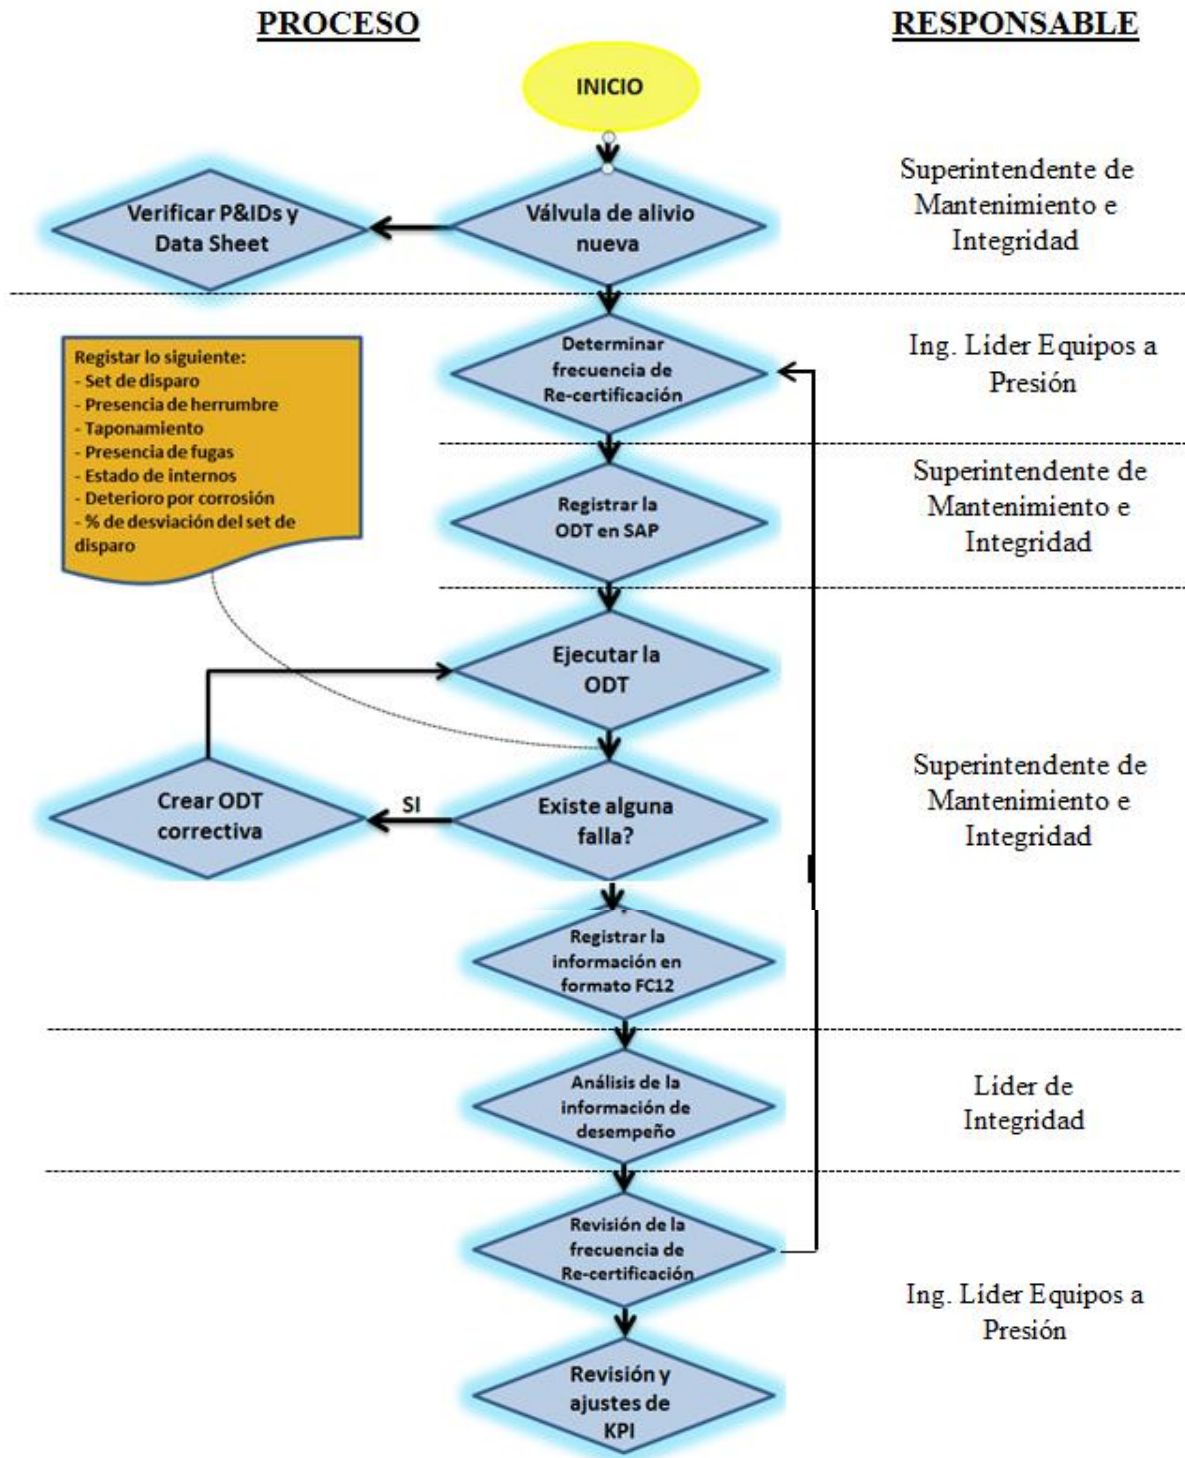 PROCESO
RESPONSABLE
INICIO
Verificar P&IDs y
Data Sheet
Válvula de alivio
nueva
Superintendente de
Mantenimiento e
Integridad
Registar lo siguiente:
- Set de disparo
- Presencia de herrumbre
- Taponamiento
- Presencia de fugas
- Estado de internos
- Deterioro por corrosión
- % de desviación del set de
disparo
Determinar
frecuencia de
Re-certificación
Ing. Líder Equipos a
Presión
Registrar la
ODT en SAP
Superintendente de
Mantenimiento e
Integridad
Ejecutar la
ODT
Crear ODT
correctiva
SI
Existe alguna
falla?
Superintendente de
Mantenimiento e
Integridad
Registrar la
información en
formato FC12
Análisis de la
información de
desempeño
Líder de
Integridad
Revisión de la
frecuencia de
Re-certificación
Ing. Líder Equipos a
Presión
Revisión y
ajustes de
KPI